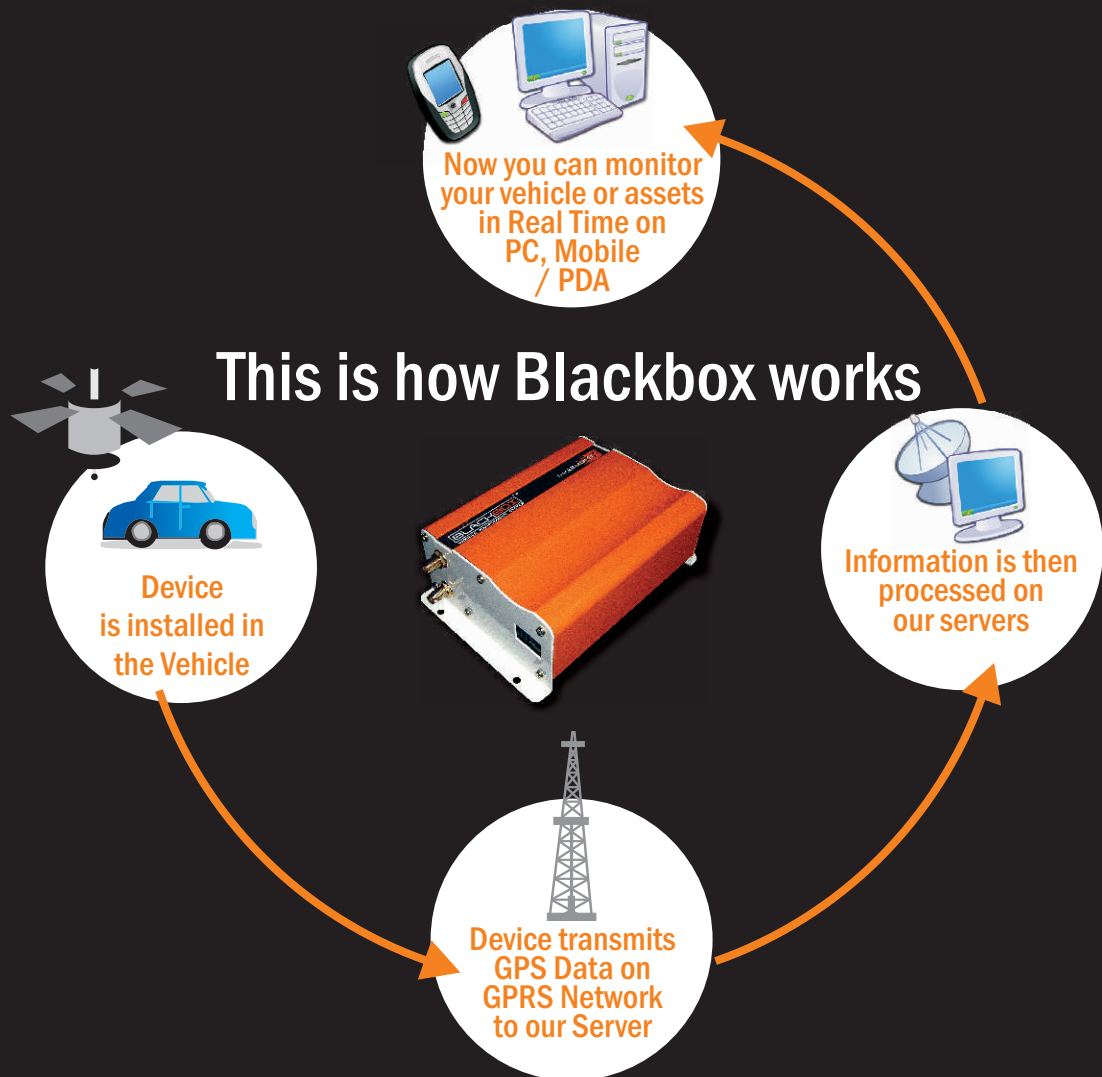 Now you can monitor
your vehicle or assets
in Real Time on
PC, Mobile
/ PDA
This is how Blackbox works
Device
is installed in
the Vehicle
BLACKBOX
Information is then
processed on
our servers
Device transmits
GPS Data on
GPRS Network
to our Server